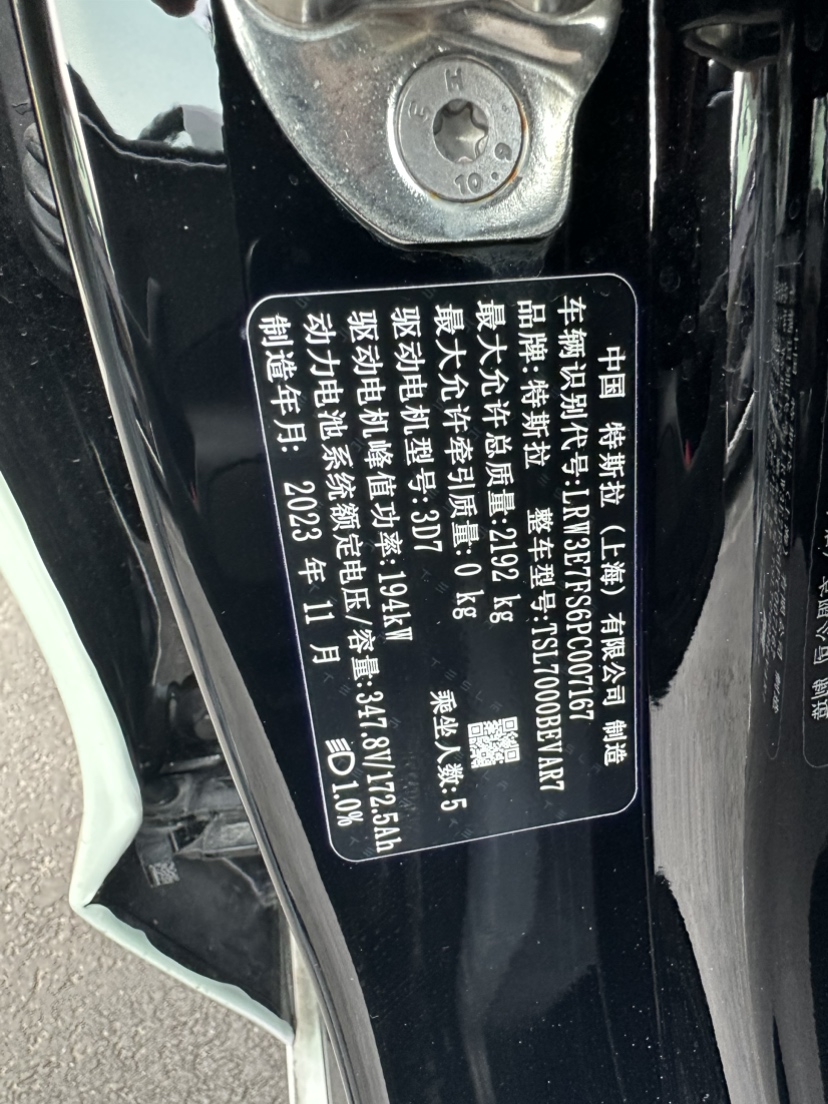 中国 特斯拉（上海）有限公司 制造
车辆识别代号:LRW3E7FS6PC007167
品牌:特斯拉 整车型号:TSL7000BEVAR7
最大允许总质量:2192 kg
最大允许牵引质量:0 kg
驱动电机型号:3D7 乘坐人数:5
驱动电机峰值功率:194kW
动力电池系统额定电压/容量:347.8V/172.5Ah
制造年月: 2023 年 11 月 1.0%
H
E
10.9